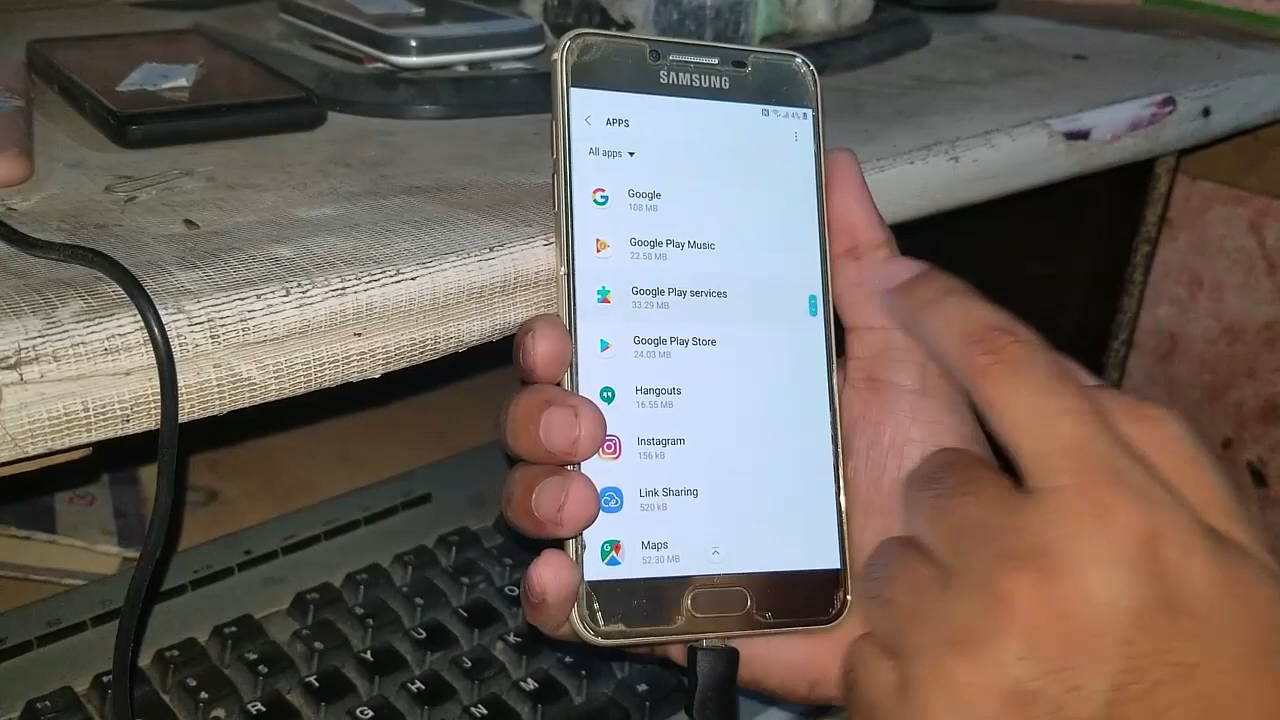 SAMSUNG
4%
APPS
All apps
Google
108 MB
Google Play Music
22.58 MB
Google Play services
33.29 MB
Google Play Store
24.03 MB
Hangouts
16.55 MB
Instagram
156 kB
Link Sharing
520 kB
Maps
52.30 MB
O
U
K
Y
J
T
H
M
R
G
N